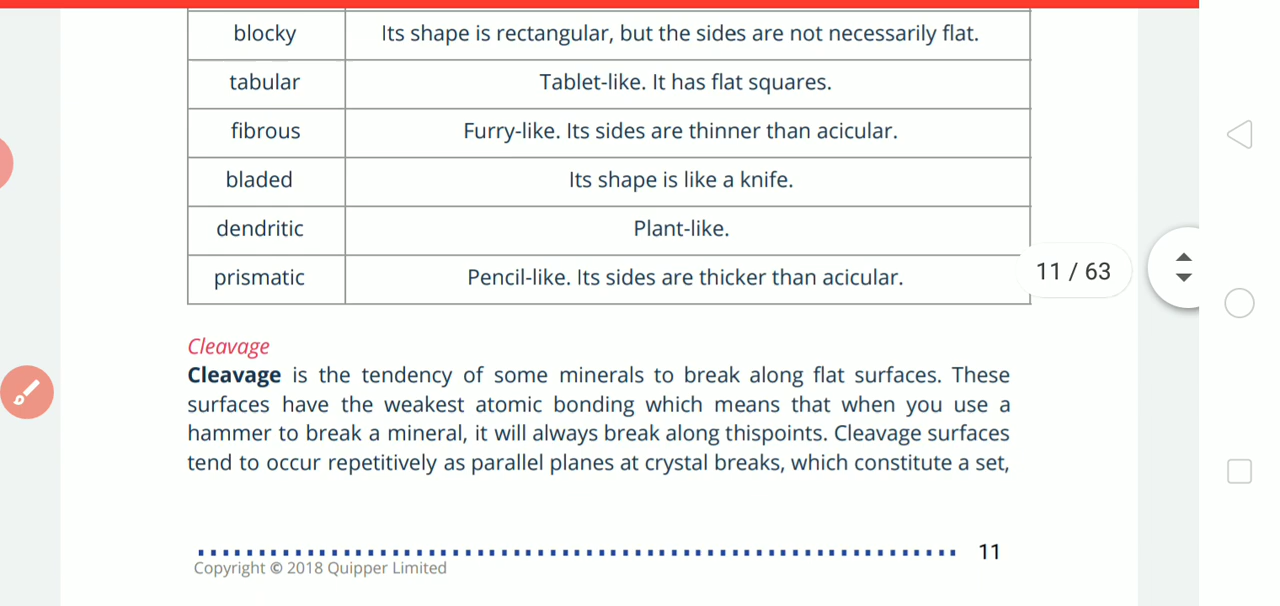 blocky Its shape is rectangular, but the sides are not necessarily flat.
tabular Tablet-like. It has flat squares.
fibrous Furry-like. Its sides are thinner than acicular.
bladed Its shape is like a knife.
dendritic Plant-like.
prismatic Pencil-like. Its sides are thicker than acicular.
11 / 63
Cleavage
Cleavage is the tendency of some minerals to break along flat surfaces. These
surfaces have the weakest atomic bonding which means that when you use a
hammer to break a mineral, it will always break along thispoints. Cleavage surfaces
tend to occur repetitively as parallel planes at crystal breaks, which constitute a set,
11
Copyright © 2018 Quipper Limited